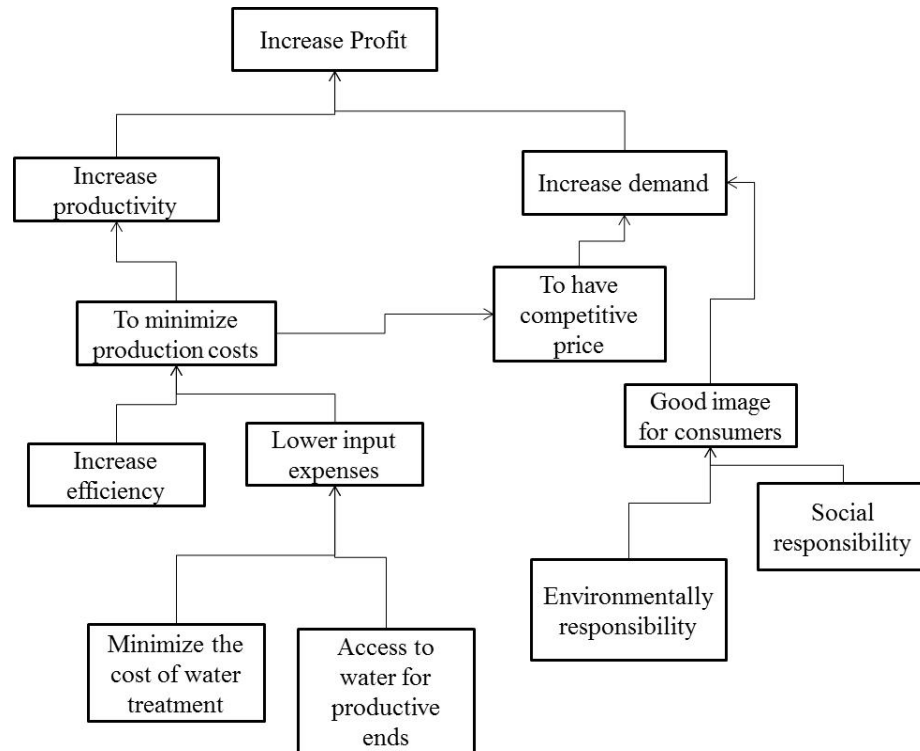 Increase Profit
Increase
productivity
Increase demand
To minimize
production costs
To have
competitive
price
Increase
efficiency
Lower input
expenses
Good image
for consumers
Social
responsibility
Environmentally
responsibility
Minimize the
cost of water
treatment
Access to
water for
productive
ends